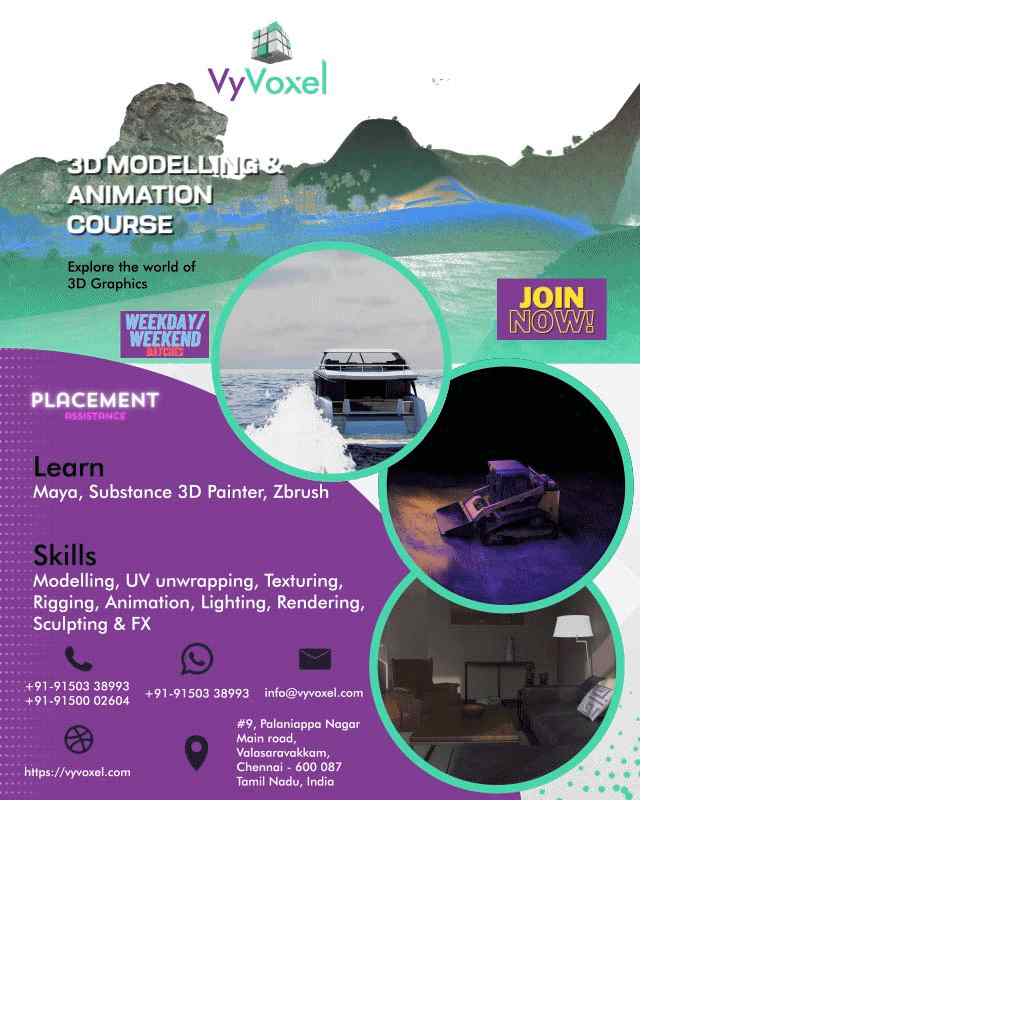 VyVoxel
3D MODELLING &
ANIMATION
COURSE
Explore the world of
3D Graphics
WEEKDAY/
WEEKEND
BATCHES
JOIN
NOW!
PLACEMENT
ASSISTANCE
Learn
Maya, Substance 3D Painter, Zbrush
Skills
Modelling, UV unwrapping, Texturing,
Rigging, Animation, Lighting, Rendering,
Sculpting & FX
+91-91503 38993
+91-91500 02604
+91-91503 38993
info@vyvoxel.com
https://vyvoxel.com
#9, Palaniappa Nagar
Main road,
Valasaravakkam,
Chennai - 600 087
Tamil Nadu, India